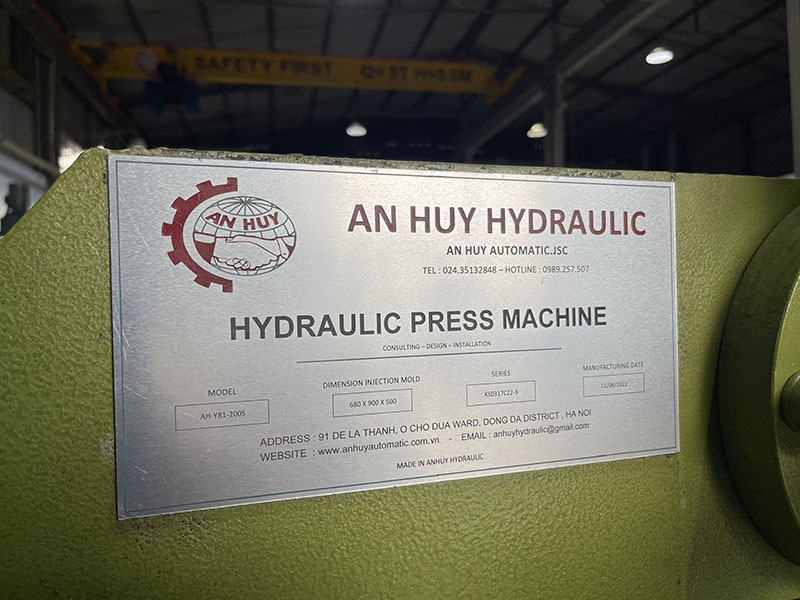 SAFETY FIRST Q= 5T H=5.5M
AN HUY
AN HUY HYDRAULIC
AN HUY AUTOMATIC.JSC
TEL : 024.35132848 – HOTLINE : 0989.257.507
HYDRAULIC PRESS MACHINE
CONSULTING – DESIGN – INSTALLATION
MODEL
AH-Y81-200S
DIMENSION INJECTION MOLD
680 X 900 X 500
SERIES
KS0317C22-9
MANUFACTURING DATE
11/08/2022
ADDRESS : 91 DE LA THANH, O CHO DUA WARD, DONG DA DISTRICT , HA NOI
WEBSITE : www.anhuyautomatic.com.vn - EMAIL : anhuyhydraulic@gmail.com
MADE IN ANHUY HYDRAULIC